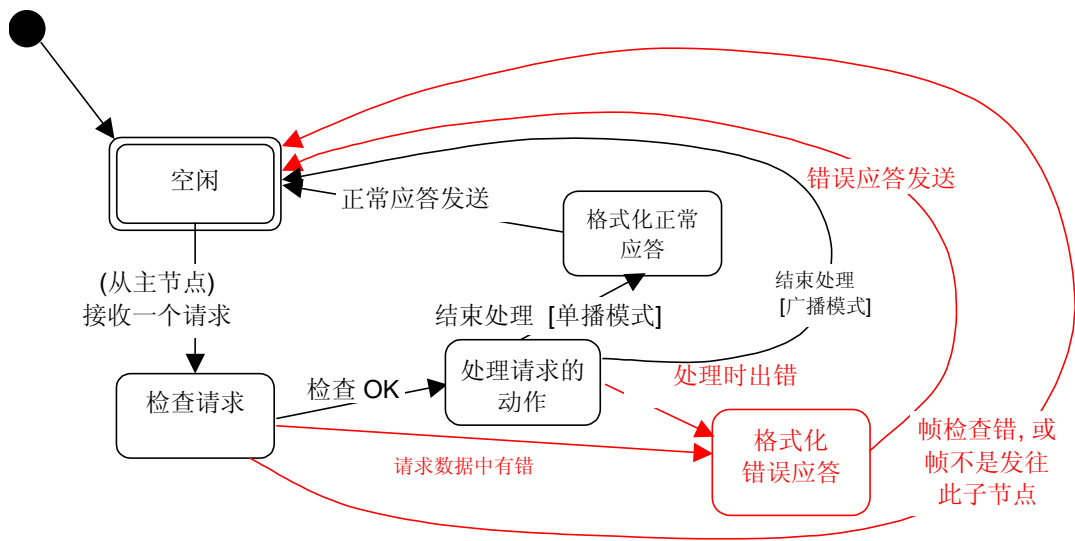 空闲
正常应答发送
格式化正常
应答
错误应答发送
(从主节点)
接收一个请求
结束处理 [单播模式]
结束处理
[广播模式]
检查请求
检查 OK
处理请求的
动作
处理时出错
请求数据中有错
格式化
错误应答
帧检查错, 或
帧不是发往
此子节点